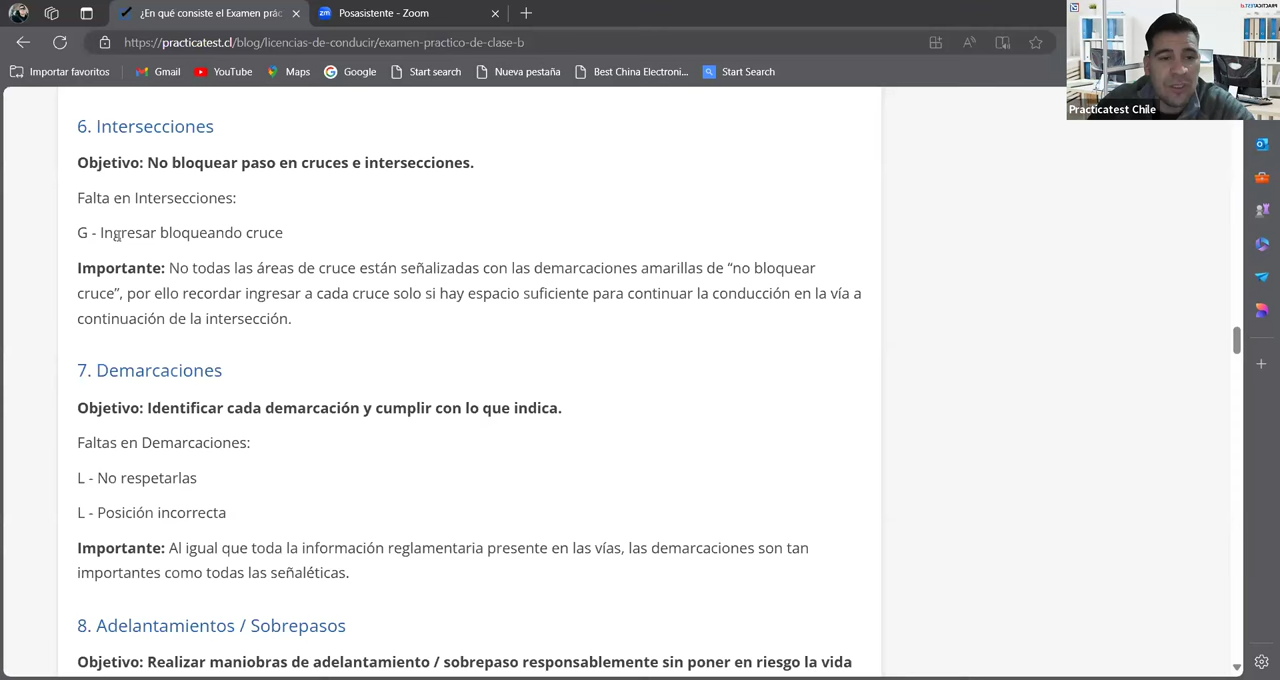 ¿En qué consiste el Examen prác
Posasistente - Zoom
https://practicatest.cl/blog/licencias-de-conducir/examen-practico-de-clase-b
Importar favoritos
Gmail
YouTube
Maps
Google
Start search
Nueva pestaña
Best China Electroni...
Start Search
Practicatest Chile
6. Intersecciones
Objetivo: No bloquear paso en cruces e intersecciones.
Falta en Intersecciones:
G - Ingresar bloqueando cruce
Importante: No todas las áreas de cruce están señalizadas con las demarcaciones amarillas de “no bloquear
cruce”, por ello recordar ingresar a cada cruce solo si hay espacio suficiente para continuar la conducción en la vía a
continuación de la intersección.
7. Demarcaciones
Objetivo: Identificar cada demarcación y cumplir con lo que indica.
Faltas en Demarcaciones:
L - No respetarlas
L - Posición incorrecta
Importante: Al igual que toda la información reglamentaria presente en las vías, las demarcaciones son tan
importantes como todas las señaléticas.
8. Adelantamientos / Sobrepasos
Objetivo: Realizar maniobras de adelantamiento / sobrepaso responsablemente sin poner en riesgo la vida